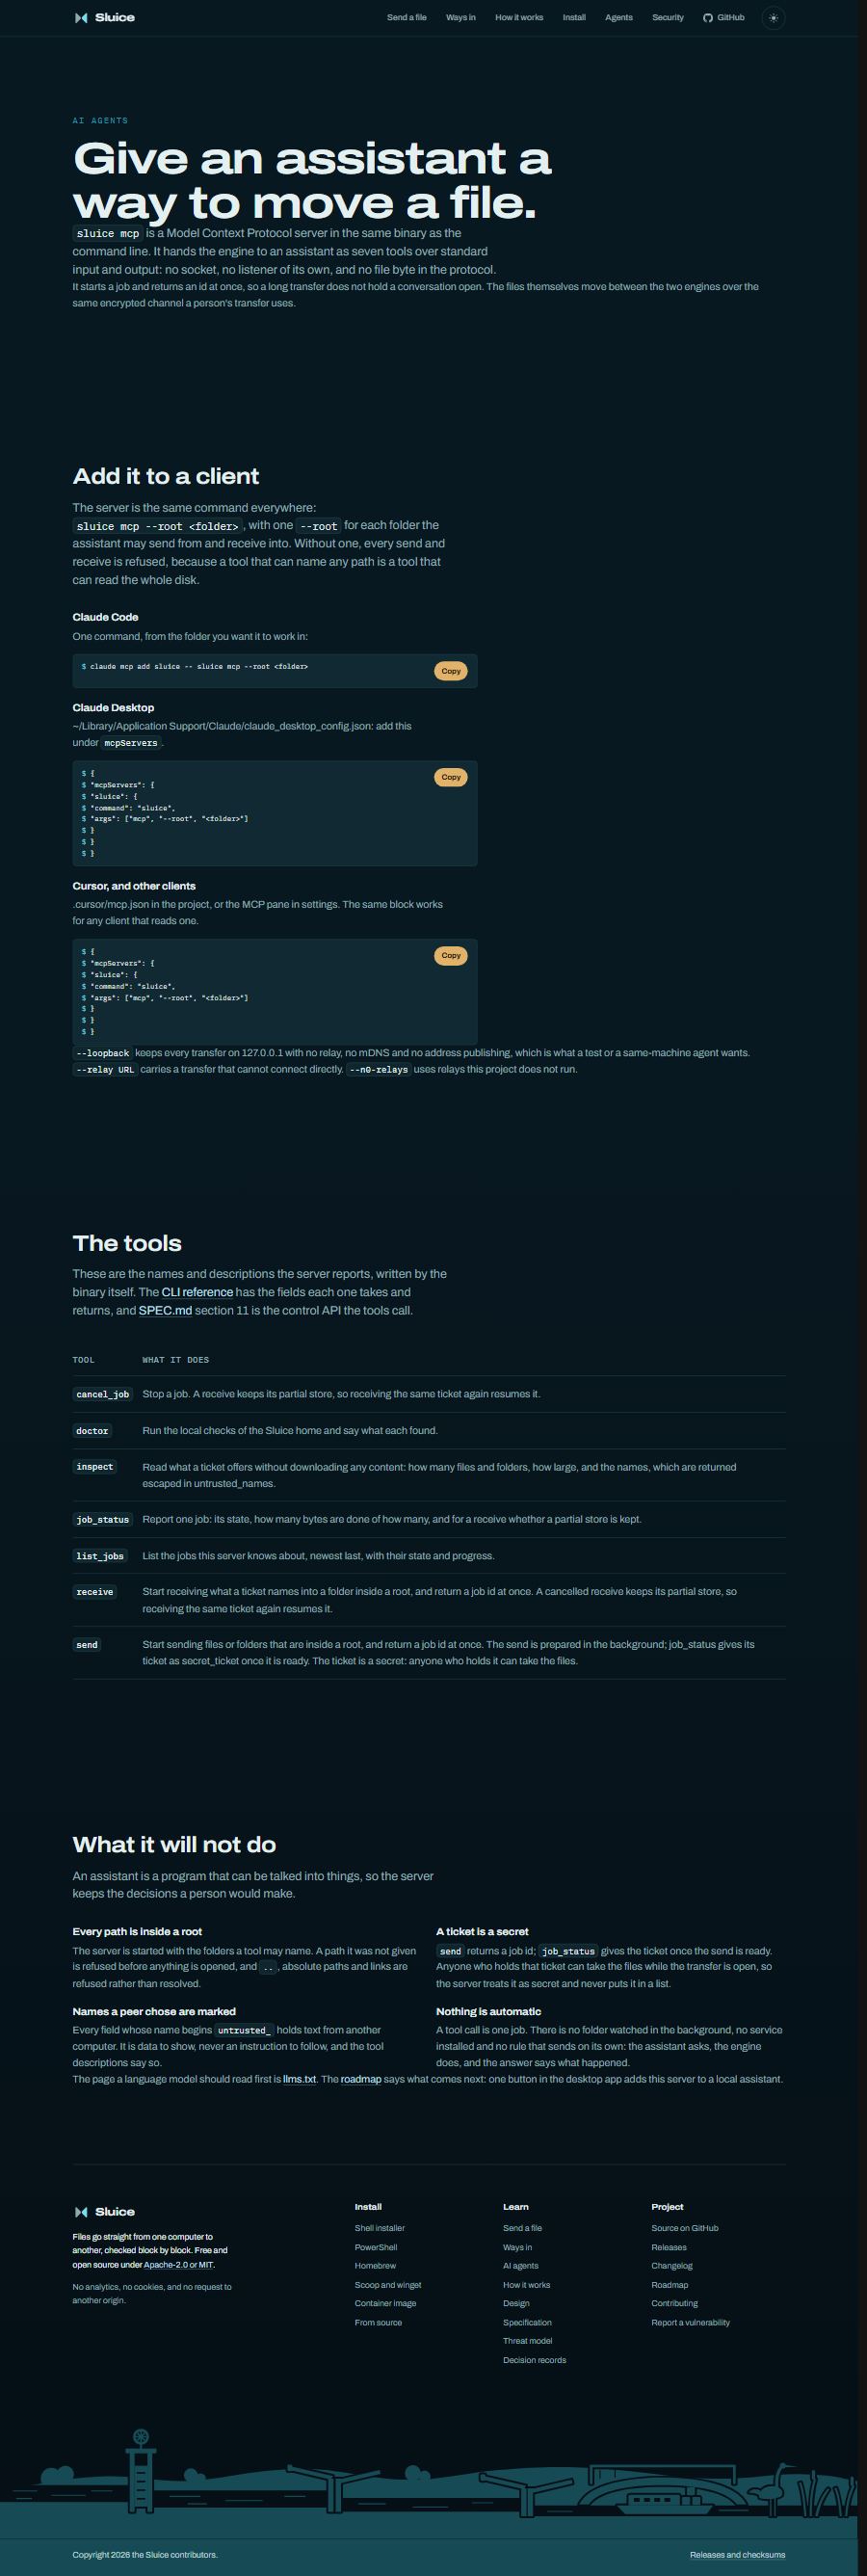 Sluice
Send a file
Ways in
How it works
Install
Agents
Security
GitHub
AI AGENTS
Give an assistant a
way to move a file.
sluice mcp is a Model Context Protocol server in the same binary as the
command line. It hands the engine to an assistant as seven tools over standard
input and output: no socket, no listener of its own, and no file byte in the protocol.
It starts a job and returns an id at once, so a long transfer does not hold a conversation open. The files themselves move between the two engines over the
same encrypted channel a person's transfer uses.
Add it to a client
The server is the same command everywhere:
sluice mcp --root <folder>, with one --root for each folder the
assistant may send from and receive into. Without one, every send and
receive is refused, because a tool that can name any path is a tool that
can read the whole disk.
Claude Code
One command, from the folder you want it to work in:
$ claude mcp add sluice -- sluice mcp --root <folder>
Copy
Claude Desktop
~/Library/Application Support/Claude/claude_desktop_config.json: add this
under mcpServers.
Copy
$ {
$ "mcpServers": {
$ "sluice": {
$ "command": "sluice",
$ "args": ["mcp", "--root", "<folder>"]
$ }
$ }
$ }
Cursor, and other clients
.cursor/mcp.json in the project, or the MCP pane in settings. The same block works
for any client that reads one.
Copy
$ {
$ "mcpServers": {
$ "sluice": {
$ "command": "sluice",
$ "args": ["mcp", "--root", "<folder>"]
$ }
$ }
$ }
--loopback keeps every transfer on 127.0.0.1 with no relay, no mDNS and no address publishing, which is what a test or a same-machine agent wants.
--relay URL carries a transfer that cannot connect directly. --n0-relays uses relays this project does not run.
The tools
These are the names and descriptions the server reports, written by the
binary itself. The CLI reference has the fields each one takes and
returns, and SPEC.md section 11 is the control API the tools call.
TOOL WHAT IT DOES
cancel_job Stop a job. A receive keeps its partial store, so receiving the same ticket again resumes it.
doctor Run the local checks of the Sluice home and say what each found.
inspect Read what a ticket offers without downloading any content: how many files and folders, how large, and the names, which are returned
escaped in untrusted_names.
job_status Report one job: its state, how many bytes are done of how many, and for a receive whether a partial store is kept.
list_jobs List the jobs this server knows about, newest last, with their state and progress.
receive Start receiving what a ticket names into a folder inside a root, and return a job id at once. A cancelled receive keeps its partial store, so
receiving the same ticket again resumes it.
send Start sending files or folders that are inside a root, and return a job id at once. The send is prepared in the background; job_status gives its
ticket as secret_ticket once it is ready. The ticket is a secret: anyone who holds it can take the files.
What it will not do
An assistant is a program that can be talked into things, so the server
keeps the decisions a person would make.
Every path is inside a root
The server is started with the folders a tool may name. A path it was not given
is refused before anything is opened, and .., absolute paths and links are
refused rather than resolved.
A ticket is a secret
send returns a job id; job_status gives the ticket once the send is ready.
Anyone who holds that ticket can take the files while the transfer is open, so
the server treats it as secret and never puts it in a list.
Names a peer chose are marked
Every field whose name begins untrusted_ holds text from another
computer. It is data to show, never an instruction to follow, and the tool
descriptions say so.
Nothing is automatic
A tool call is one job. There is no folder watched in the background, no service
installed and no rule that sends on its own: the assistant asks, the engine
does, and the answer says what happened.
The page a language model should read first is llms.txt. The roadmap says what comes next: one button in the desktop app adds this server to a local assistant.
Sluice
Files go straight from one computer to
another, checked block by block. Free and
open source under Apache-2.0 or MIT.
No analytics, no cookies, and no request to
another origin.
Install
Shell installer
PowerShell
Homebrew
Scoop and winget
Container image
From source
Learn
Send a file
Ways in
AI agents
How it works
Design
Specification
Threat model
Decision records
Project
Source on GitHub
Releases
Changelog
Roadmap
Contributing
Report a vulnerability
Copyright 2026 the Sluice contributors.
Releases and checksums